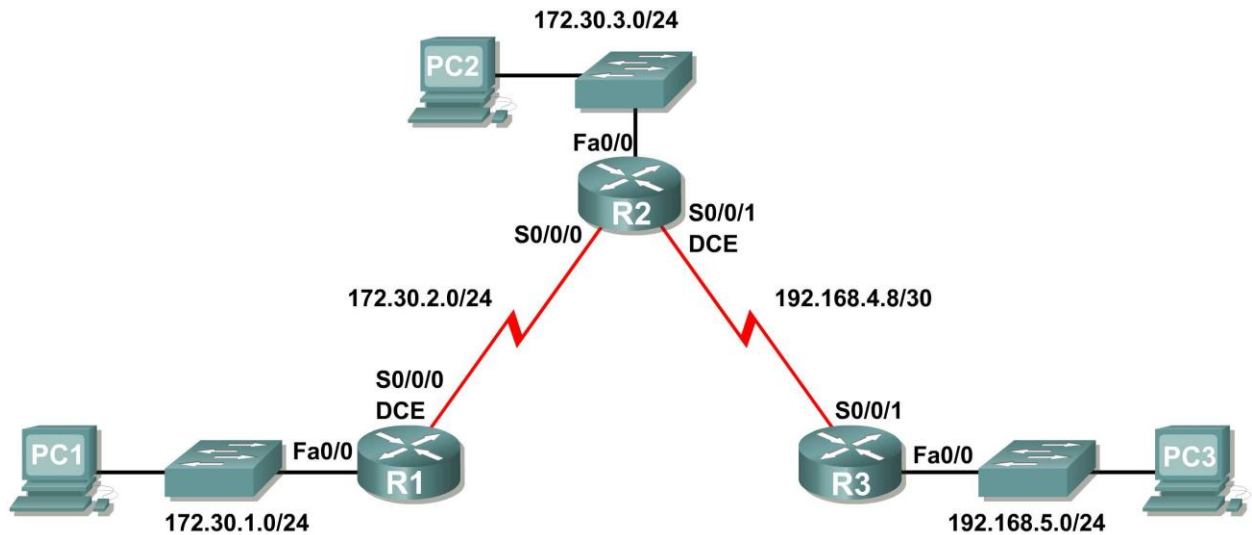 172.30.3.0/24
PC2
Fa0/0
R2
S0/0/1
DCE
S0/0/0
172.30.2.0/24
192.168.4.8/30
S0/0/0
DCE
S0/0/1
PC1
Fa0/0
R1
R3
Fa0/0
PC3
172.30.1.0/24
192.168.5.0/24